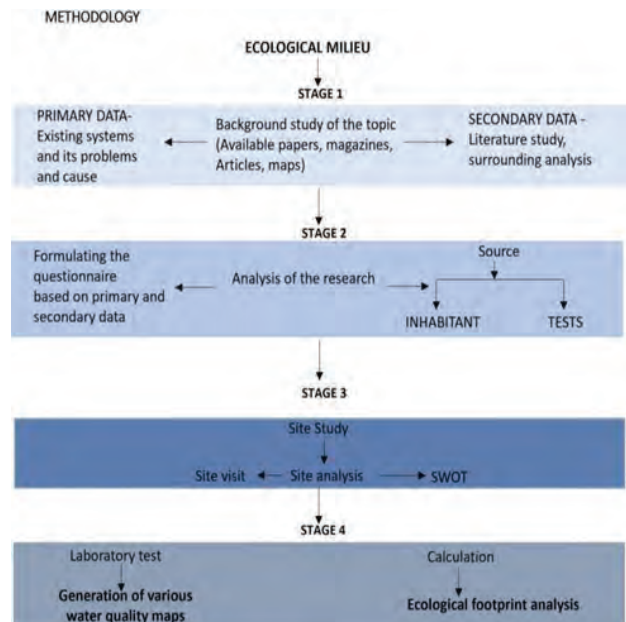 METHODOLOGY
ECOLOGICAL MILIEU
STAGE 1
PRIMARY DATA-
Existing systems
and its problems
and cause
Background study of the topic
(Available papers, magazines,
Articles, maps)
SECONDARY DATA -
Literature study,
surrounding analysis
STAGE 2
Formulating the
questionnaire
based on primary and
secondary data
Analysis of the research
Source
INHABITANT
TESTS
STAGE 3
Site Study
Site visit
Site analysis
SWOT
STAGE 4
Laboratory test
Generation of various
water quality maps
Calculation
Ecological footprint analysis